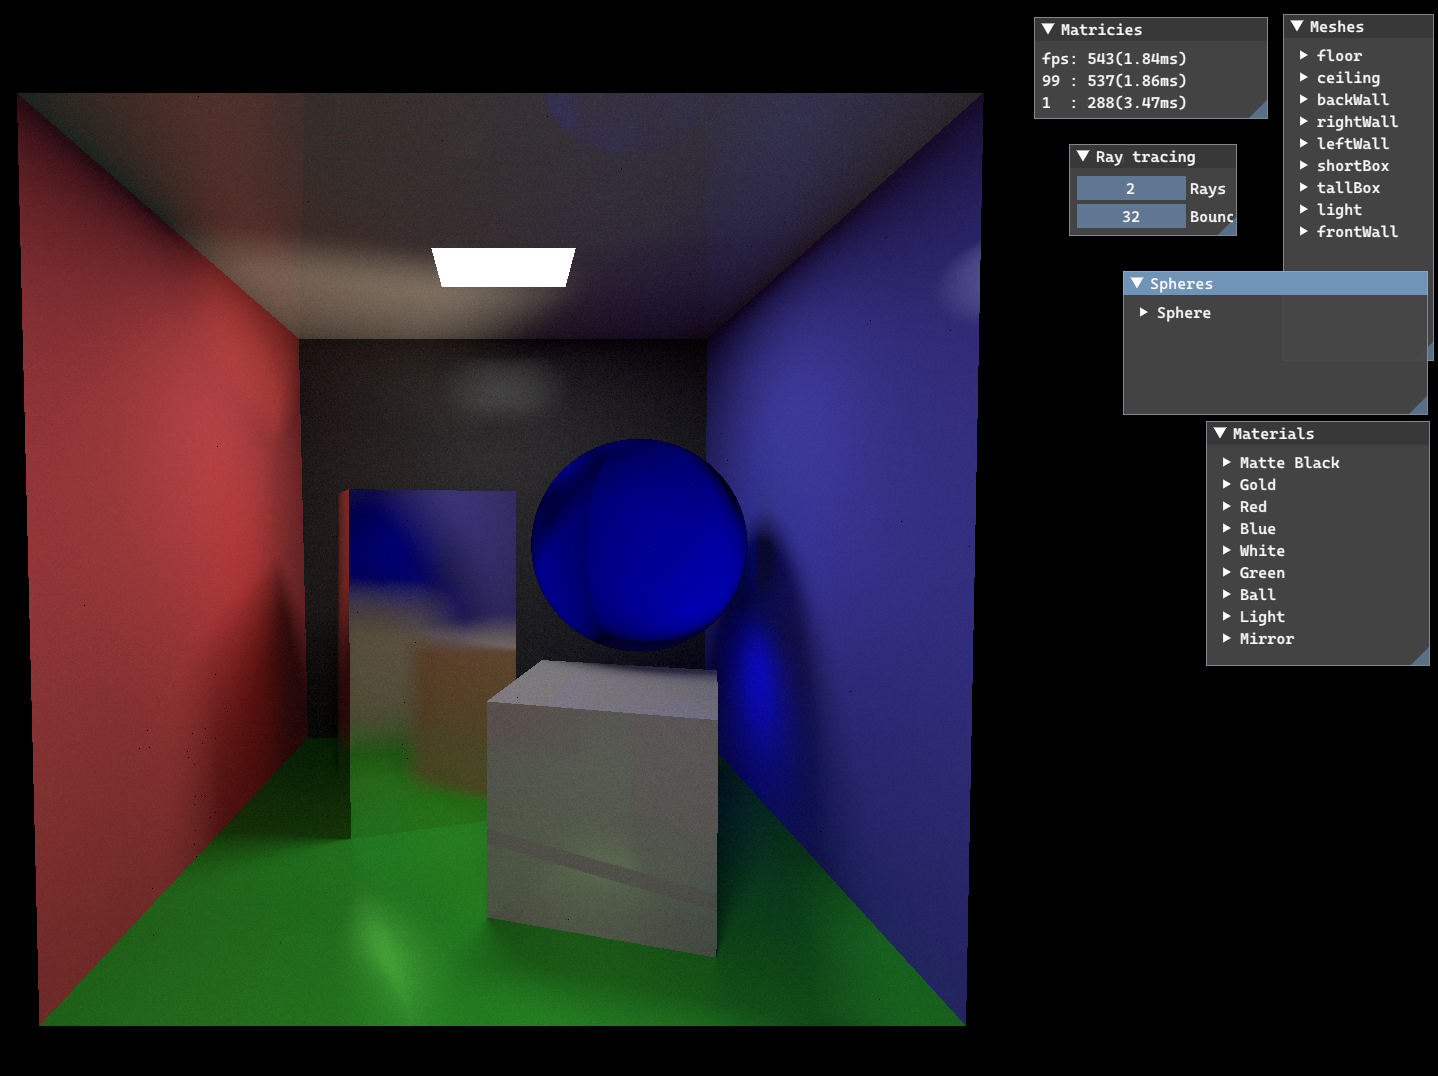 Matricies
fps: 543(1.84ms)
99 : 537(1.86ms)
1  : 288(3.47ms)
Meshes
floor
ceiling
backWall
rightWall
leftWall
shortBox
tallBox
light
frontWall
Ray tracing
2 Rays
32 Bounc
Spheres
Sphere
Materials
Matte Black
Gold
Red
Blue
White
Green
Ball
Light
Mirror